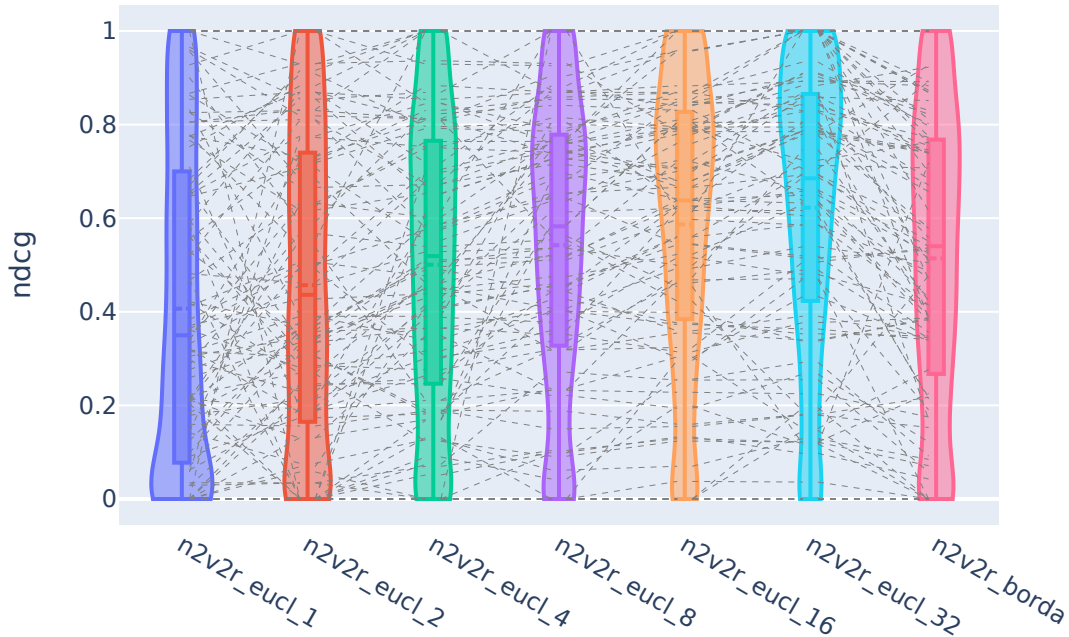 ndcg
1
0.8
0.6
0.4
0.2
0
n2v2r_eucl_1
n2v2r_eucl_2
n2v2r_eucl_4
n2v2r_eucl_8
n2v2r_eucl_16
n2v2r_eucl_32
n2v2r_borda